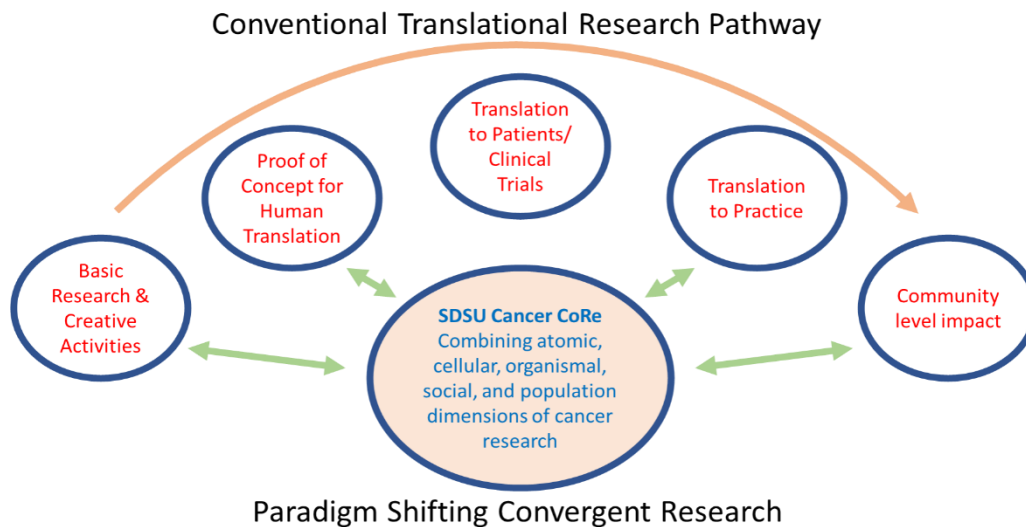 Conventional Translational Research Pathway
Translation
to Patients/
Clinical
Trials
Proof of
Concept for
Human
Translation
Translation
to Practice
Basic
Research &
Creative
Activities
Community
level impact
SDSU Cancer CoRe
Combining atomic,
cellular, organismal,
social, and population
dimensions of cancer
research
Paradigm Shifting Convergent Research